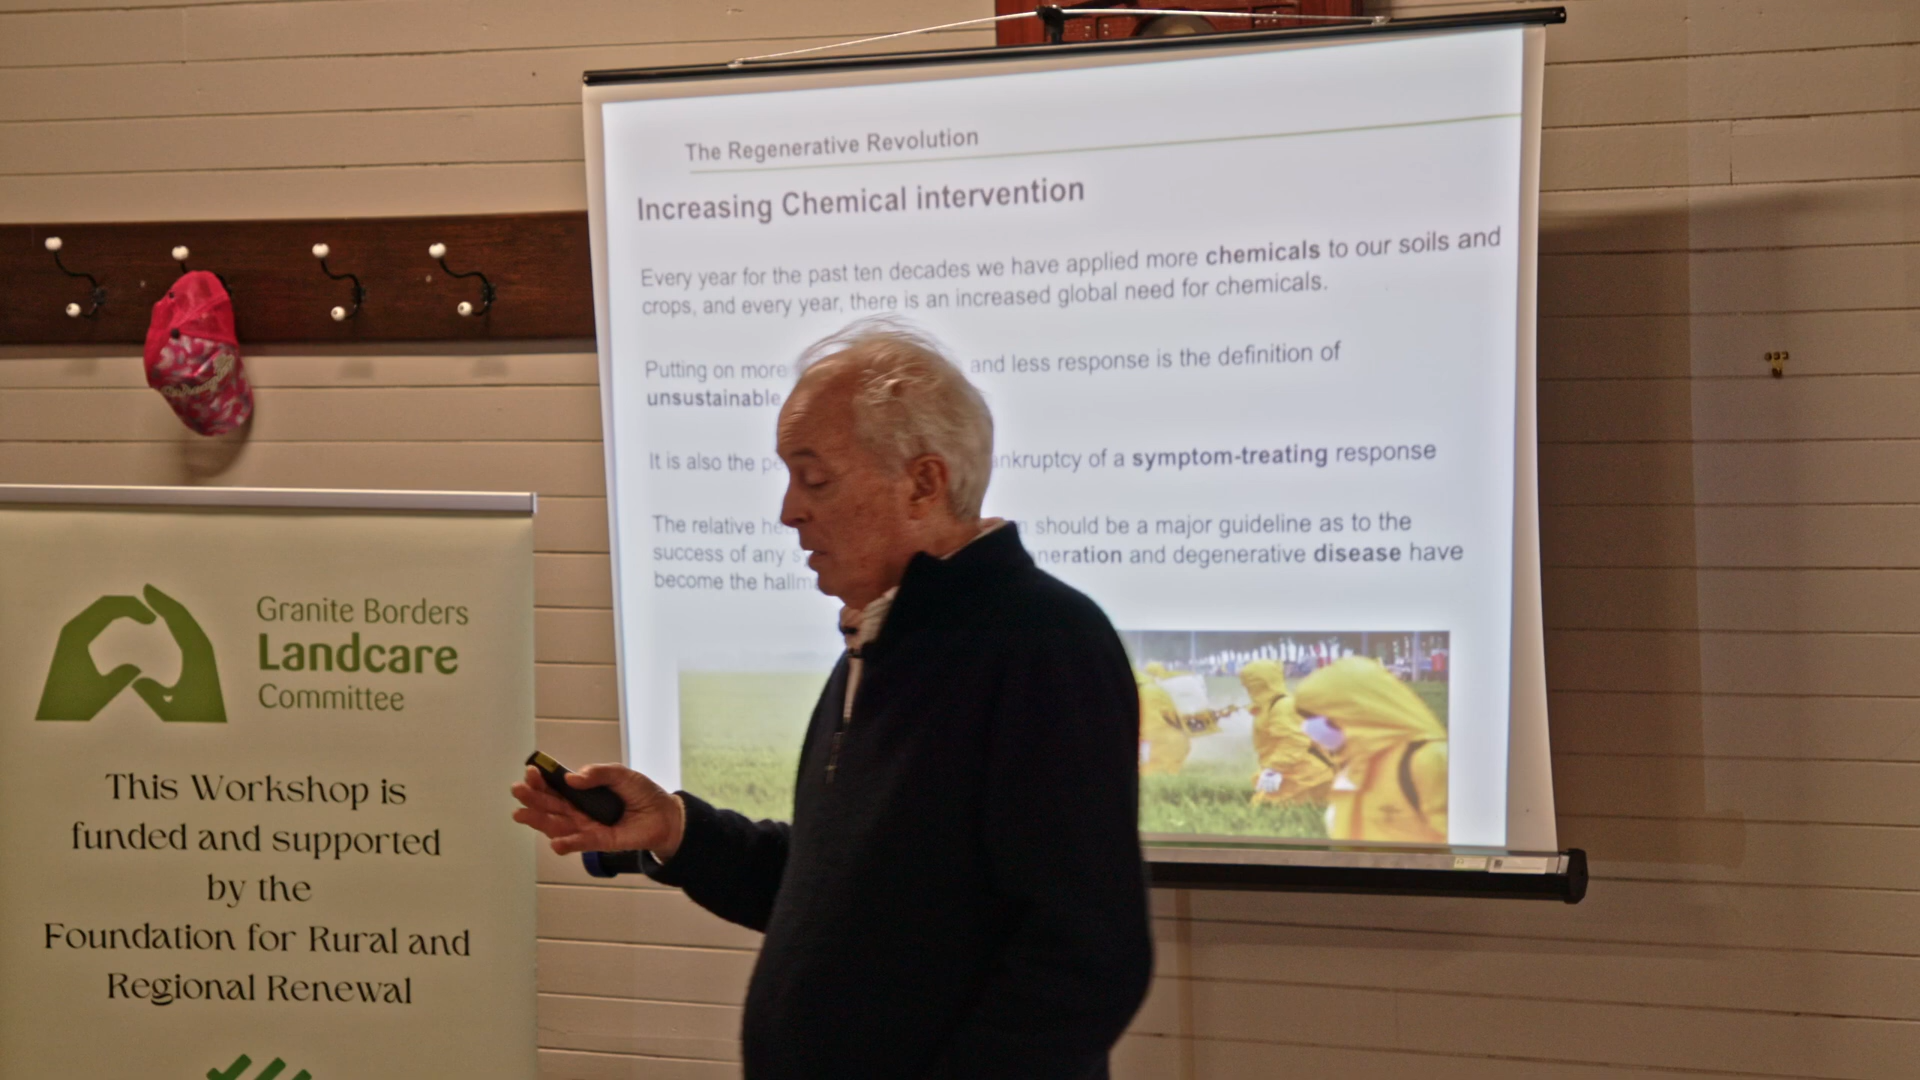 The Regenerative Revolution
Increasing Chemical intervention
Every year for the past ten decades we have applied more chemicals to our soils and
crops, and every year, there is an increased global need for chemicals.
Putting on more and less response is the definition of
unsustainable
It is also the of a symptom-treating response
The relative should be a major guideline as to the
success of any and degenerative disease have
become the
Granite Borders
Landcare
Committee
This Workshop is
funded and supported
by the
Foundation for Rural and
Regional Renewal